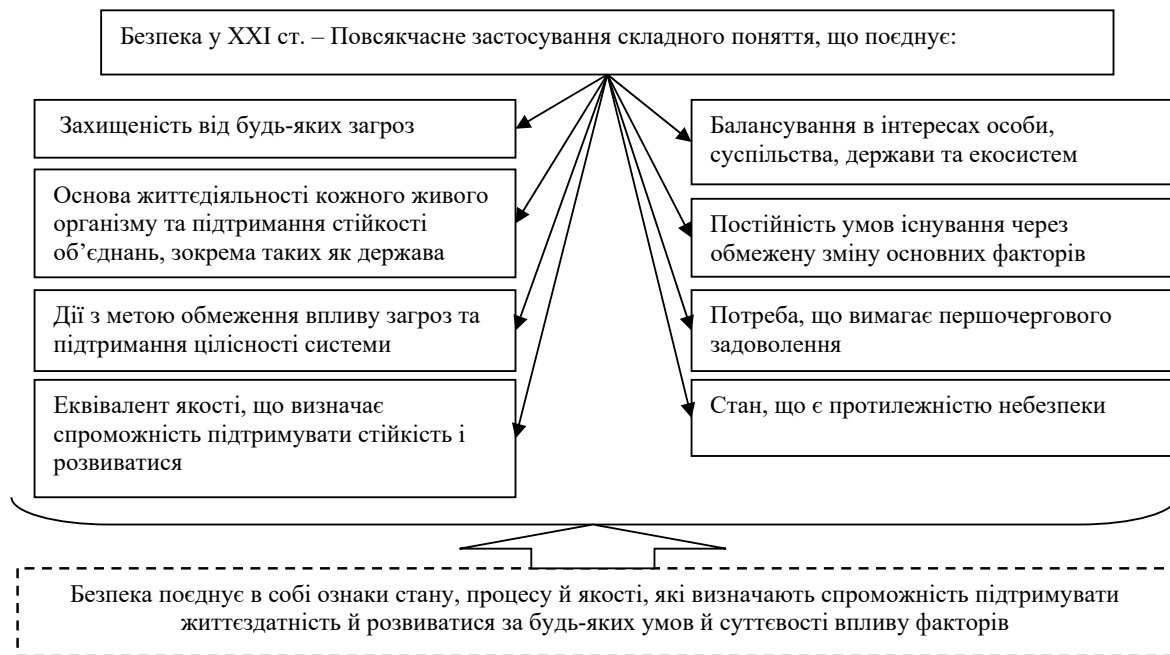 Безпека у ХХІ ст. – Повсякчасне застосування складного поняття, що поєднує:
Захищеність від будь-яких загроз
Основа життєдіяльності кожного живого
організму та підтримання стійкості
об’єднань, зокрема таких як держава
Дії з метою обмеження впливу загроз та
підтримання цілісності системи
Еквівалент якості, що визначає
спроможність підтримувати стійкість і
розвиватися
Балансування в інтересах особи,
суспільства, держави та екосистем
Постійність умов існування через
обмежену зміну основних факторів
Потреба, що вимагає першочергового
задоволення
Стан, що є протилежністю небезпеки
Безпека поєднує в собі ознаки стану, процесу й якості, які визначають спроможність підтримувати
життєздатність й розвиватися за будь-яких умов й суттєвості впливу факторів